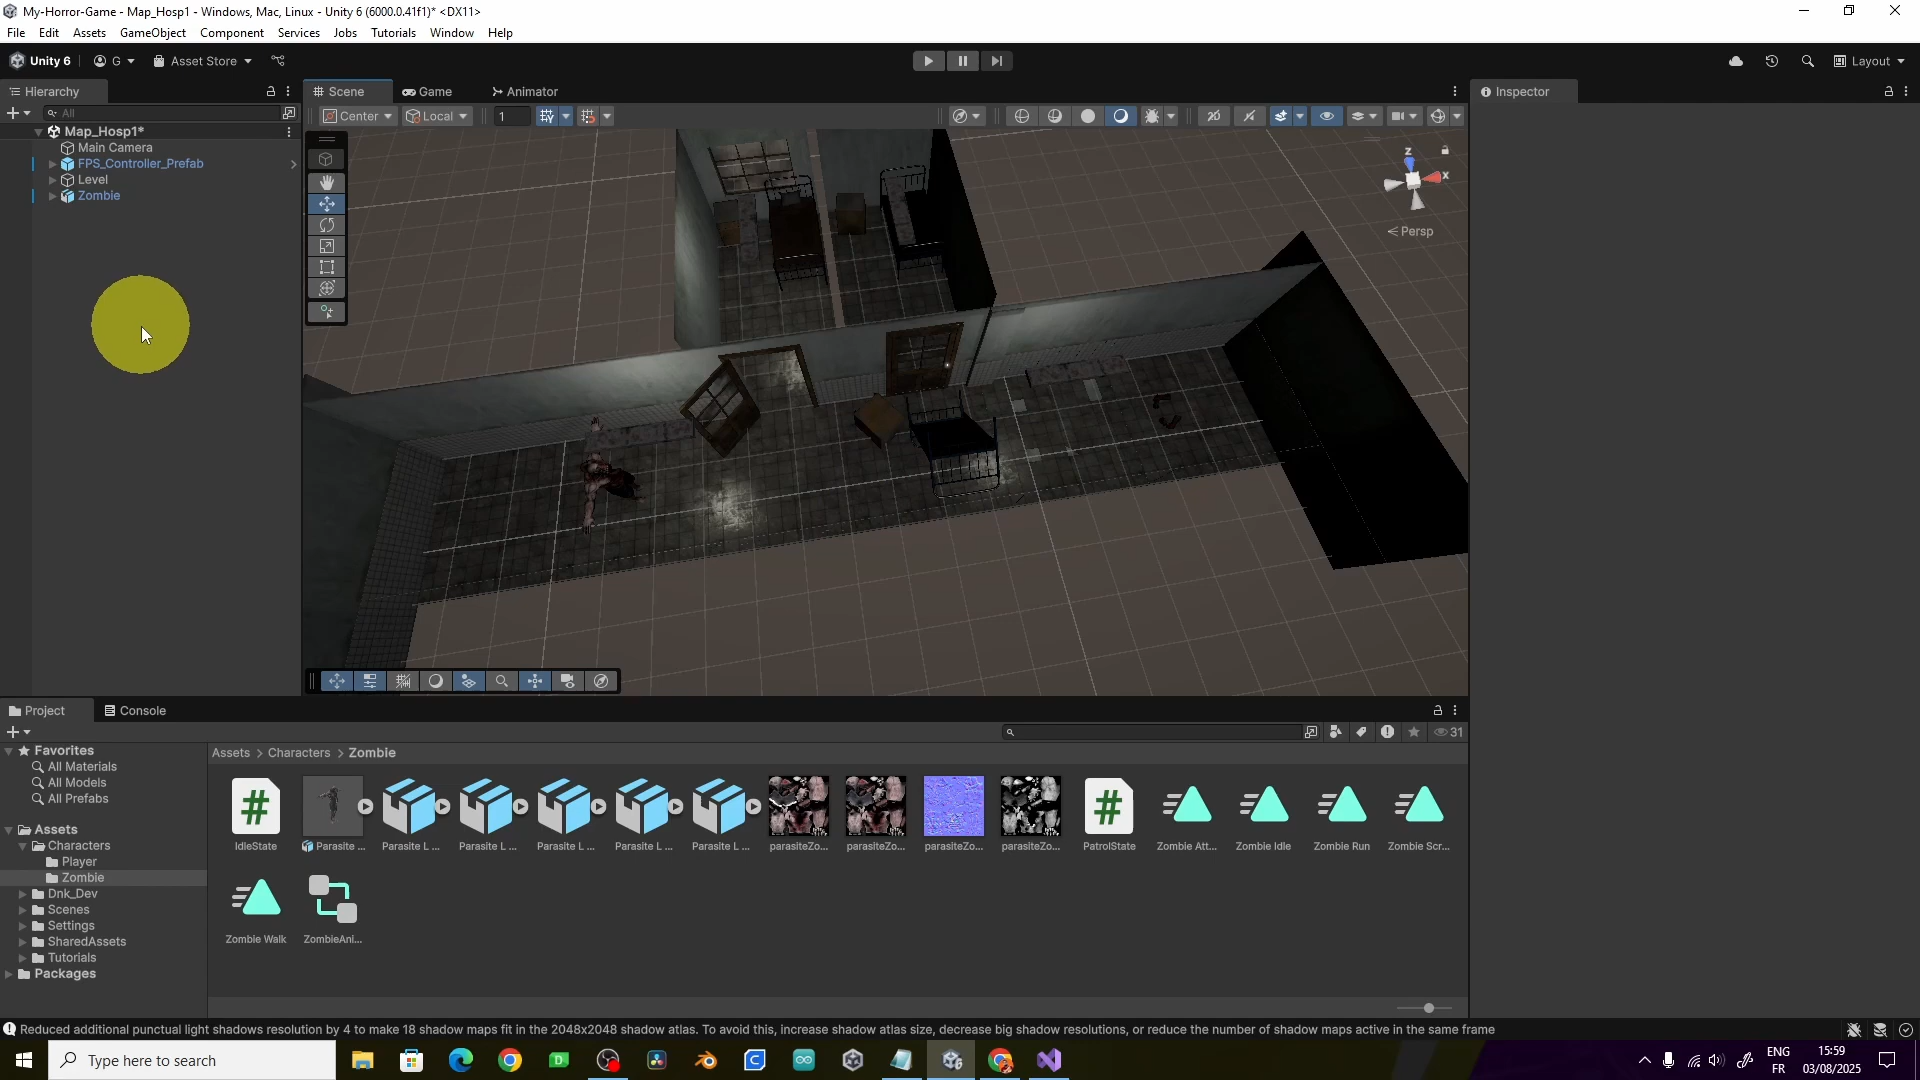 My-Horror-Game - Map_Hosp1 - Windows, Mac, Linux - Unity 6 (6000.0.41f1)* <DX11>
File Edit Assets GameObject Component Services Jobs Tutorials Window Help
Unity 6 G Asset Store Layout
Hierarchy Scene Game Animator Inspector
All Center Local 1 2D
Map_Hosp1*
Main Camera
FPS_Controller_Prefab
Level
Zombie
Z
X
Persp
Project Console
31
Favorites
All Materials
All Models
All Prefabs
Assets
Characters
Player
Zombie
Dnk_Dev
Scenes
Settings
SharedAssets
Tutorials
Packages
Assets > Characters > Zombie
IdleState Parasite ... Parasite L ... Parasite L ... Parasite L ... Parasite L ... Parasite L ... parasiteZo... parasiteZo... parasiteZo... parasiteZo... PatrolState Zombie Att... Zombie Idle Zombie Run Zombie Scr...
Zombie Walk ZombieAni...
Reduced additional punctual light shadows resolution by 4 to make 18 shadow maps fit in the 2048x2048 shadow atlas. To avoid this, increase shadow atlas size, decrease big shadow resolutions, or reduce the number of shadow maps active in the same frame
Type here to search
ENG
FR
15:59
03/08/2025